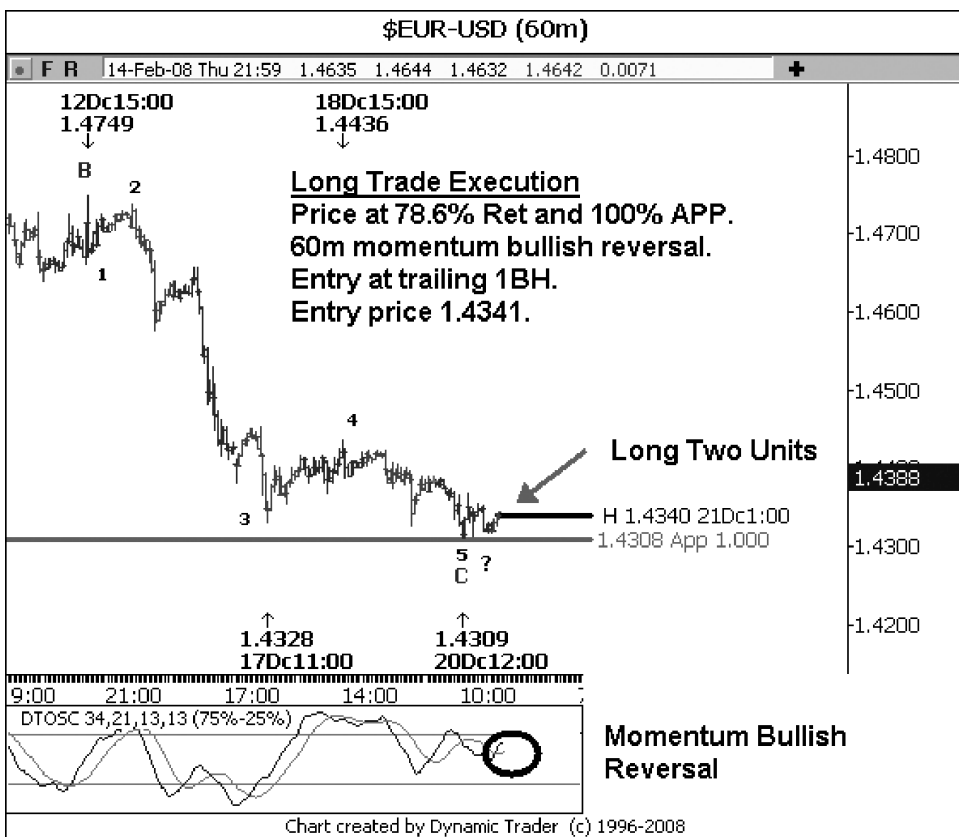 $EUR-USD (60m)
F R 14-Feb-08 Thu 21:59 1.4635 1.4644 1.4632 1.4642 0.0071
12Dc15:00
1.4749
18Dc15:00
1.4436
B
2
1
Long Trade Execution
Price at 78.6% Ret and 100% APP.
60m momentum bullish reversal.
Entry at trailing 1BH.
Entry price 1.4341.
1.4800
1.4700
1.4600
1.4500
4
Long Two Units
1.4388
3
H 1.4340 21Dc1:00
1.4308 App 1.000
1.4300
5 ?
C
1.4200
1.4328
17Dc11:00
1.4309
20Dc12:00
9:00 21:00 17:00 14:00 10:00
DTOSC 34,21,13,13 (75%-25%)
Momentum Bullish
Reversal
Chart created by Dynamic Trader (c) 1996-2008